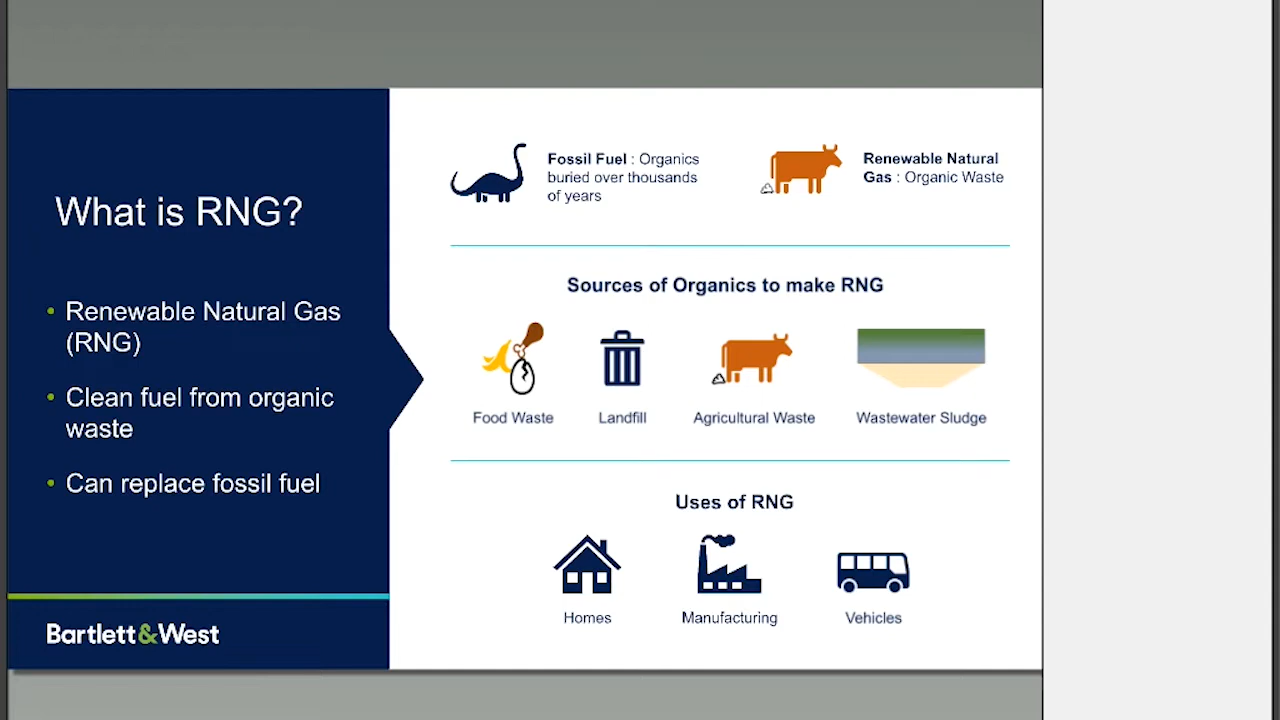 What is RNG?
• Renewable Natural Gas
(RNG)
• Clean fuel from organic
waste
• Can replace fossil fuel
Bartlett&West
Fossil Fuel : Organics
buried over thousands
of years
Renewable Natural
Gas : Organic Waste
Sources of Organics to make RNG
Food Waste
Landfill
Agricultural Waste
Wastewater Sludge
Uses of RNG
Homes
Manufacturing
Vehicles